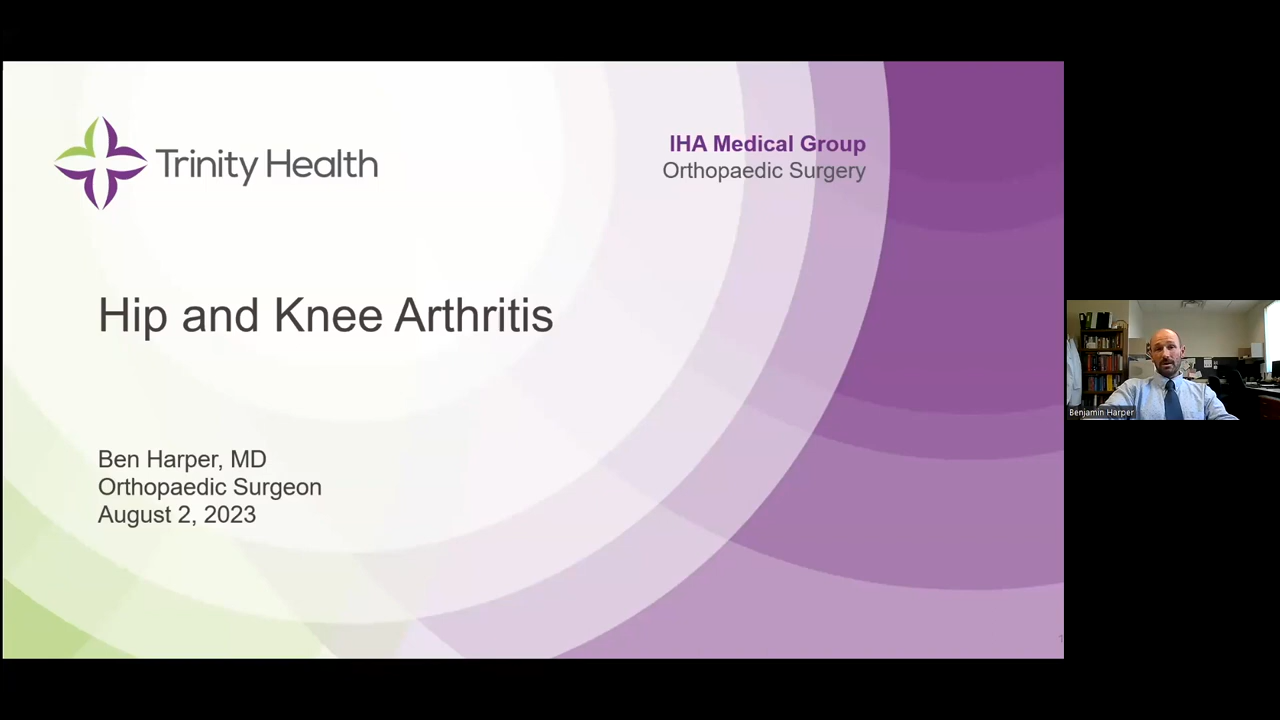 Trinity Health
IHA Medical Group
Orthopaedic Surgery
Hip and Knee Arthritis
Ben Harper, MD
Orthopaedic Surgeon
August 2, 2023
1
Benjamin Harper